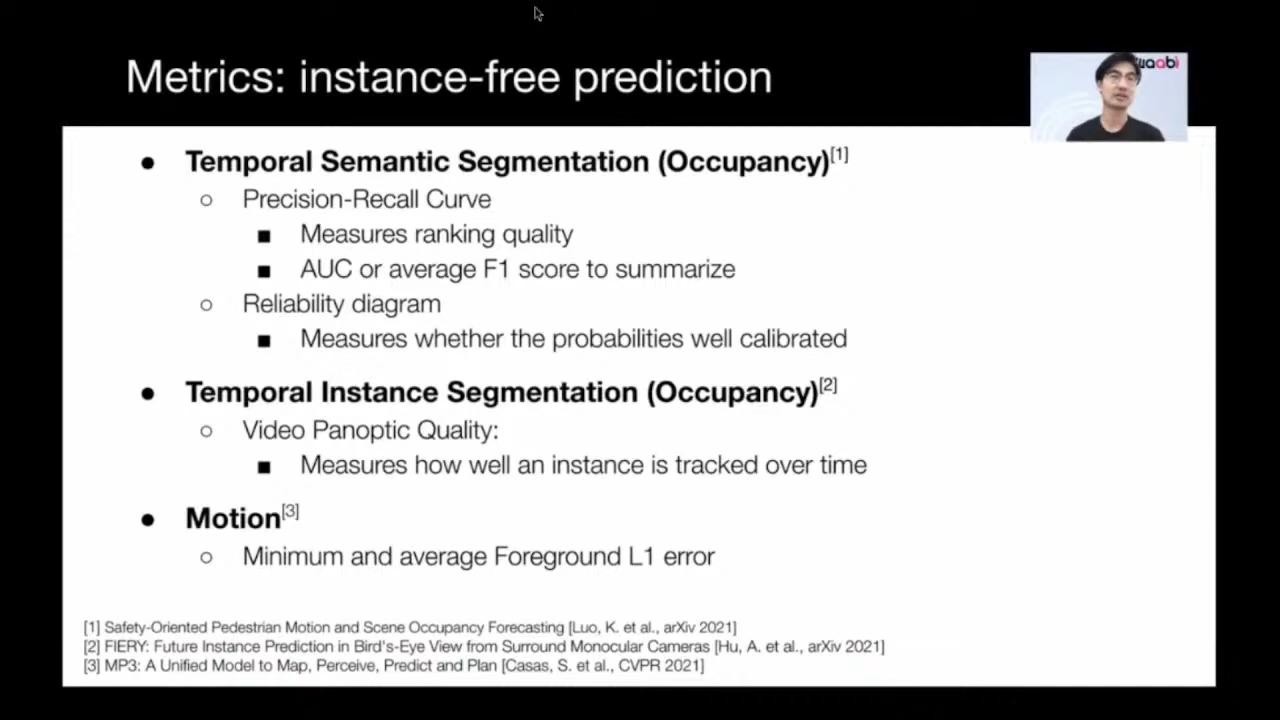 Metrics: instance-free prediction
waabi
● Temporal Semantic Segmentation (Occupancy)[1]
○ Precision-Recall Curve
■ Measures ranking quality
■ AUC or average F1 score to summarize
○ Reliability diagram
■ Measures whether the probabilities well calibrated
● Temporal Instance Segmentation (Occupancy)[2]
○ Video Panoptic Quality:
■ Measures how well an instance is tracked over time
● Motion[3]
○ Minimum and average Foreground L1 error
[1] Safety-Oriented Pedestrian Motion and Scene Occupancy Forecasting [Luo, K. et al., arXiv 2021]
[2] FIERY: Future Instance Prediction in Bird's-Eye View from Surround Monocular Cameras [Hu, A. et al., arXiv 2021]
[3] MP3: A Unified Model to Map, Perceive, Predict and Plan [Casas, S. et al., CVPR 2021]